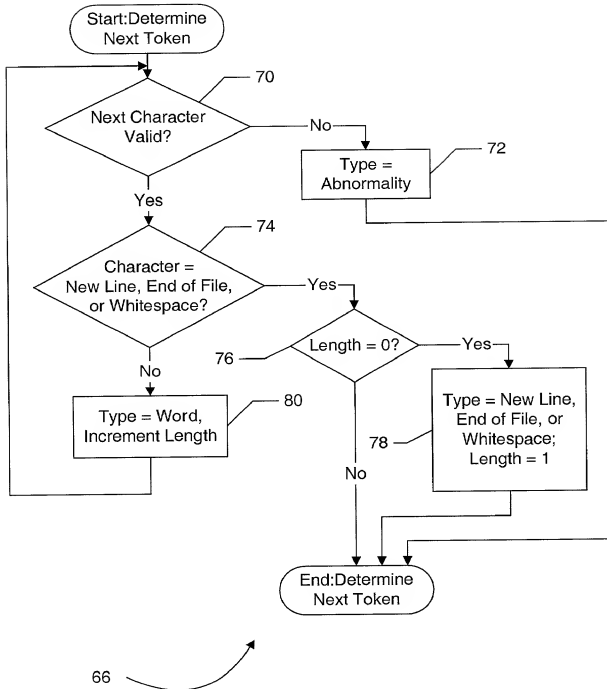 Start:Determine
Next Token
70
Next Character
Valid?
No
72
Type =
Abnormality
Yes
74
Character =
New Line, End of File,
or Whitespace?
Yes
76
Length = 0?
Yes
No
80
Type = Word,
Increment Length
78
Type = New Line,
End of File, or
Whitespace;
Length = 1
No
End:Determine
Next Token
66